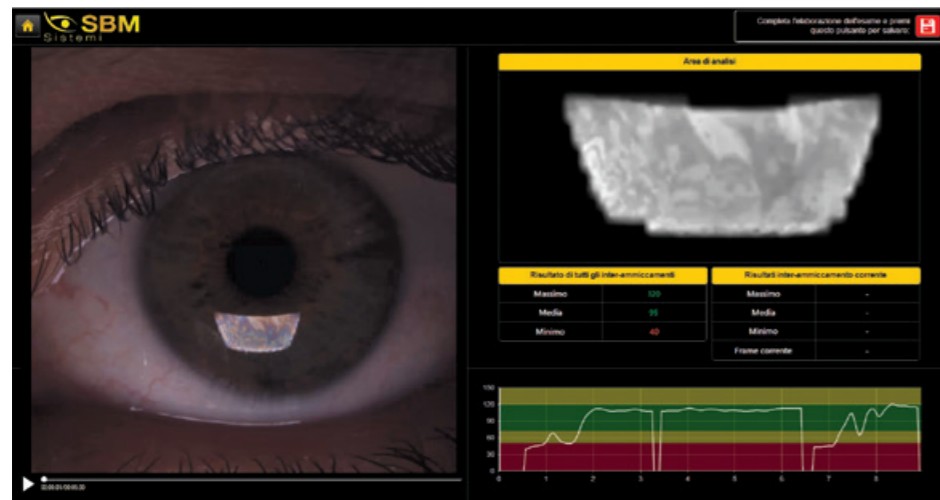 SBM
Sistemi
Completa l'elaborazione dell'esame e premi
questo pulsante per salvare:
Area di analisi
Risultato di tutti gli inter-ammiccamenti
Massimo 120
Media 99
Minimo 40
Risultati inter-ammiccamento corrente
Massimo -
Media -
Minimo -
Frame corrente -
150
120
90
60
30
0
0 1 2 3 4 5 6 7 8